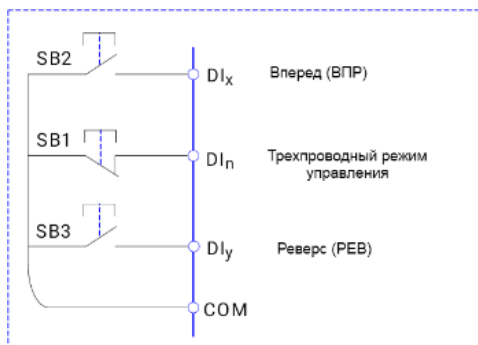 SB2
DIx
Вперед (ВПР)
SB1
DIn
Трехпроводный режим
управления
SB3
DIy
Реверс (РЕВ)
COM